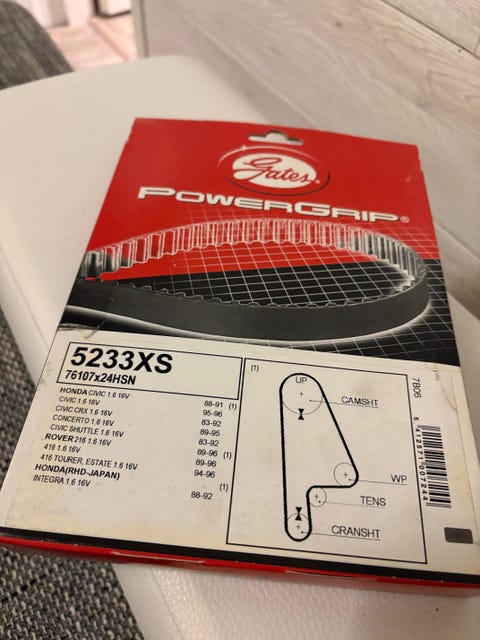 Gates
POWERGRIP®
5233XS
76107x24HSN
HONDA CIVIC 1.6 16V 88-91 (1)
CIVIC 1.6 16V 95-96
CIVIC CRX 1.6 16V 83-92
CONCERTO 1.6 16V 89-95
CIVIC SHUTTLE 1.6 16V 83-92
ROVER 216 1.6 16V 89-96 (1)
416 1.6 16V 89-96
416 TOURER, ESTATE 1.6 16V 94-96
HONDA(RHD-JAPAN) (1)
INTEGRA 1.6 16V 88-92
(1)
UP
CAMSHT
WP
TENS
CRANSHT
7B06
5 412571 007244